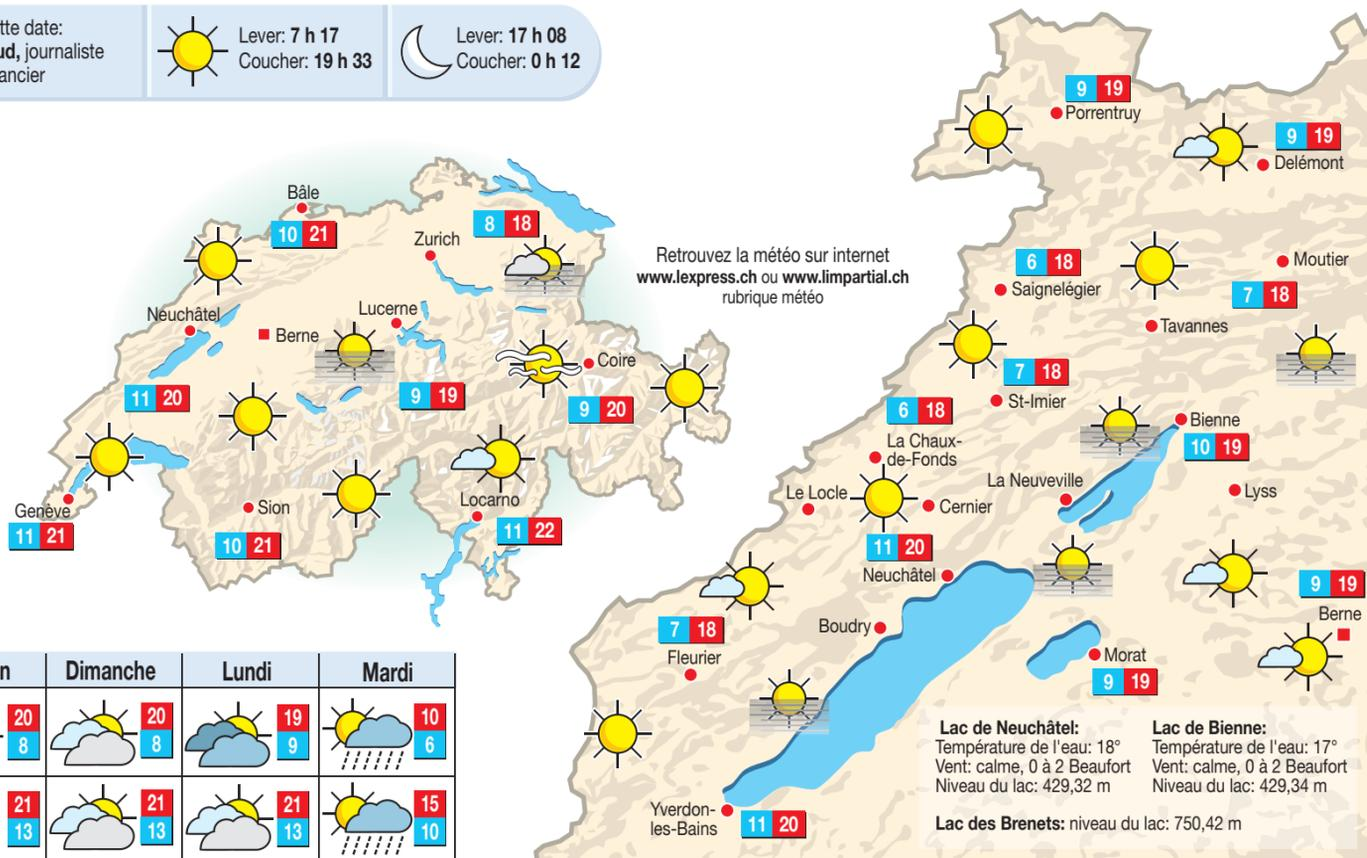 tte date:
ud, journaliste
ancier
Lever: 7 h 17
Coucher: 19 h 33
Lever: 17 h 08
Coucher: 0 h 12
Bâle
10 21
Zurich
8 18
Neuchâtel
11 20
Berne
Lucerne
9 19
Coire
9 20
Genève
11 21
Sion
10 21
Locarno
11 22
Retrouvez la météo sur internet
www.lexpress.ch ou www.limpartial.ch
rubrique météo
9 19
Porrentruy
9 19
Delémont
6 18
Saignelégier
Moutier
7 18
Tavannes
7 18
St-Imier
6 18
La Chaux-
de-Fonds
Bienne
10 19
La Neuveville
Lyss
Le Locle
Cernier
11 20
Neuchâtel
9 19
Berne
Boudry
7 18
Fleurier
Morat
9 19
Yverdon-
les-Bains
11 20
n
Dimanche
Lundi
Mardi
20
8
20
8
19
9
10
6
21
13
21
13
21
13
15
10
Lac de Neuchâtel:
Température de l'eau: 18°
Vent: calme, 0 à 2 Beaufort
Niveau du lac: 429,32 m
Lac de Bienne:
Température de l'eau: 17°
Vent: calme, 0 à 2 Beaufort
Niveau du lac: 429,34 m
Lac des Brenets: niveau du lac: 750,42 m